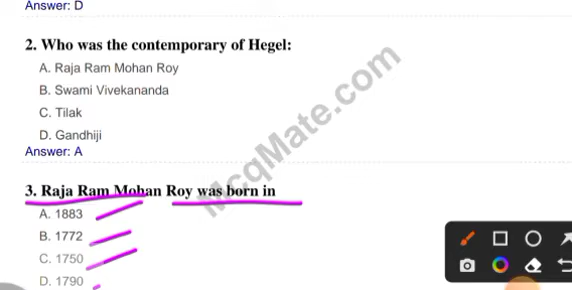 Answer: D
2. Who was the contemporary of Hegel:
A. Raja Ram Mohan Roy
B. Swami Vivekananda
C. Tilak
D. Gandhiji
Answer: A
McqMate.com
3. Raja Ram Mohan Roy was born in
A. 1883
B. 1772
C. 1750
D. 1790